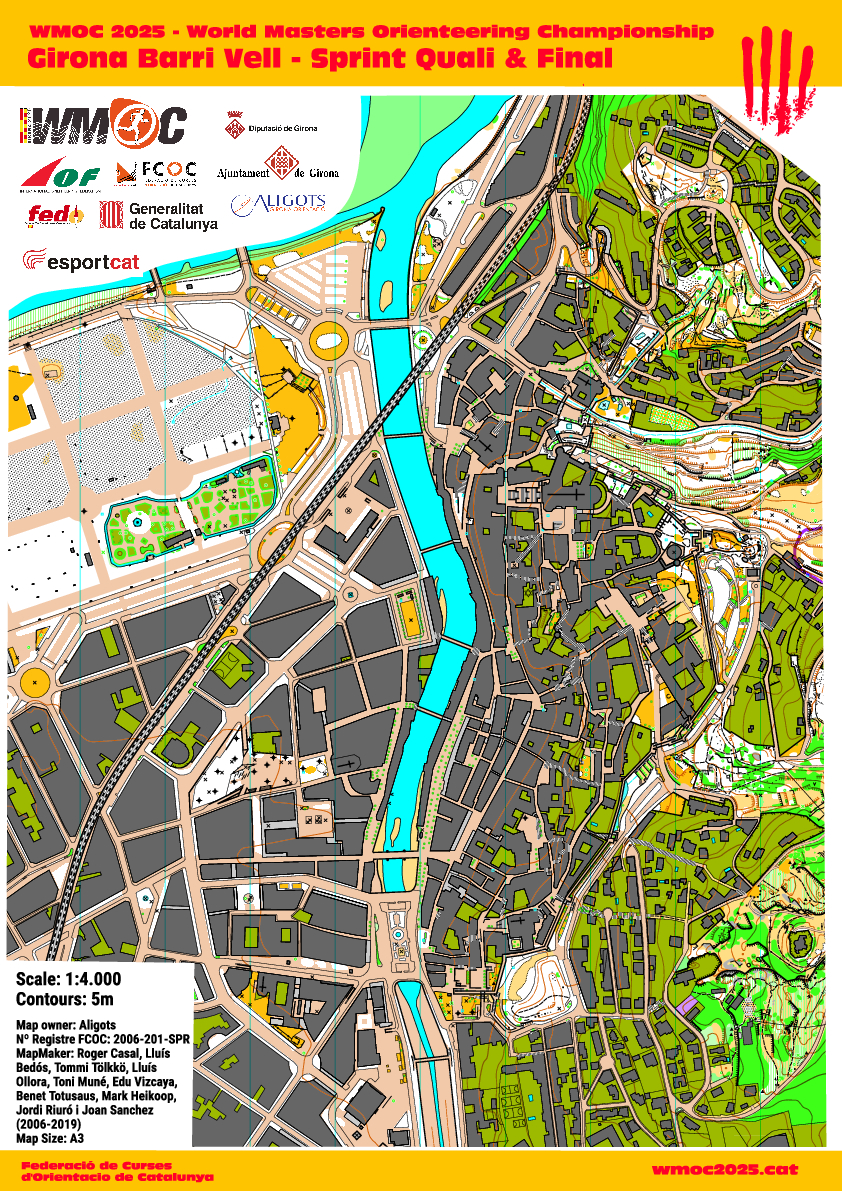 WMOC 2025 - World Masters Orienteering Championship
Girona Barri Vell - Sprint Quali & Final
WMOC
Diputació de Girona
IOF
FCOC
Ajuntament de Girona
fedo
Generalitat
de Catalunya
ALIGOTS
GIRONA ORIENTACIÓ
esportcat
Scale: 1:4.000
Contours: 5m
Map owner: Aligots
Nº Registre FCOC: 2006-201-SPR
MapMaker: Roger Casal, Lluís
Bedós, Tommi Tölkkö, Lluís
Ollora, Toni Muné, Edu Vizcaya,
Benet Totusaus, Mark Heikoop,
Jordi Riuró i Joan Sanchez
(2006-2019)
Map Size: A3
Federació de Curses
d'Orientacio de Catalunya
wmoc2025.cat